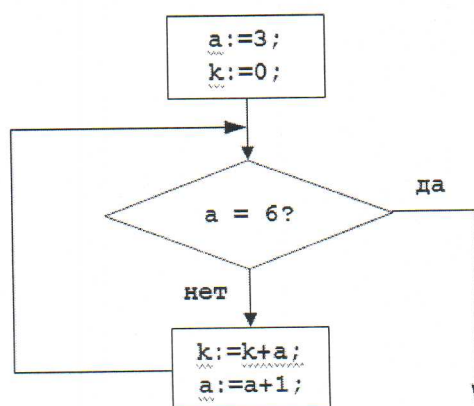 a:=3;
k:=0;
a = 6?
да
нет
k:=k+a;
a:=a+1;